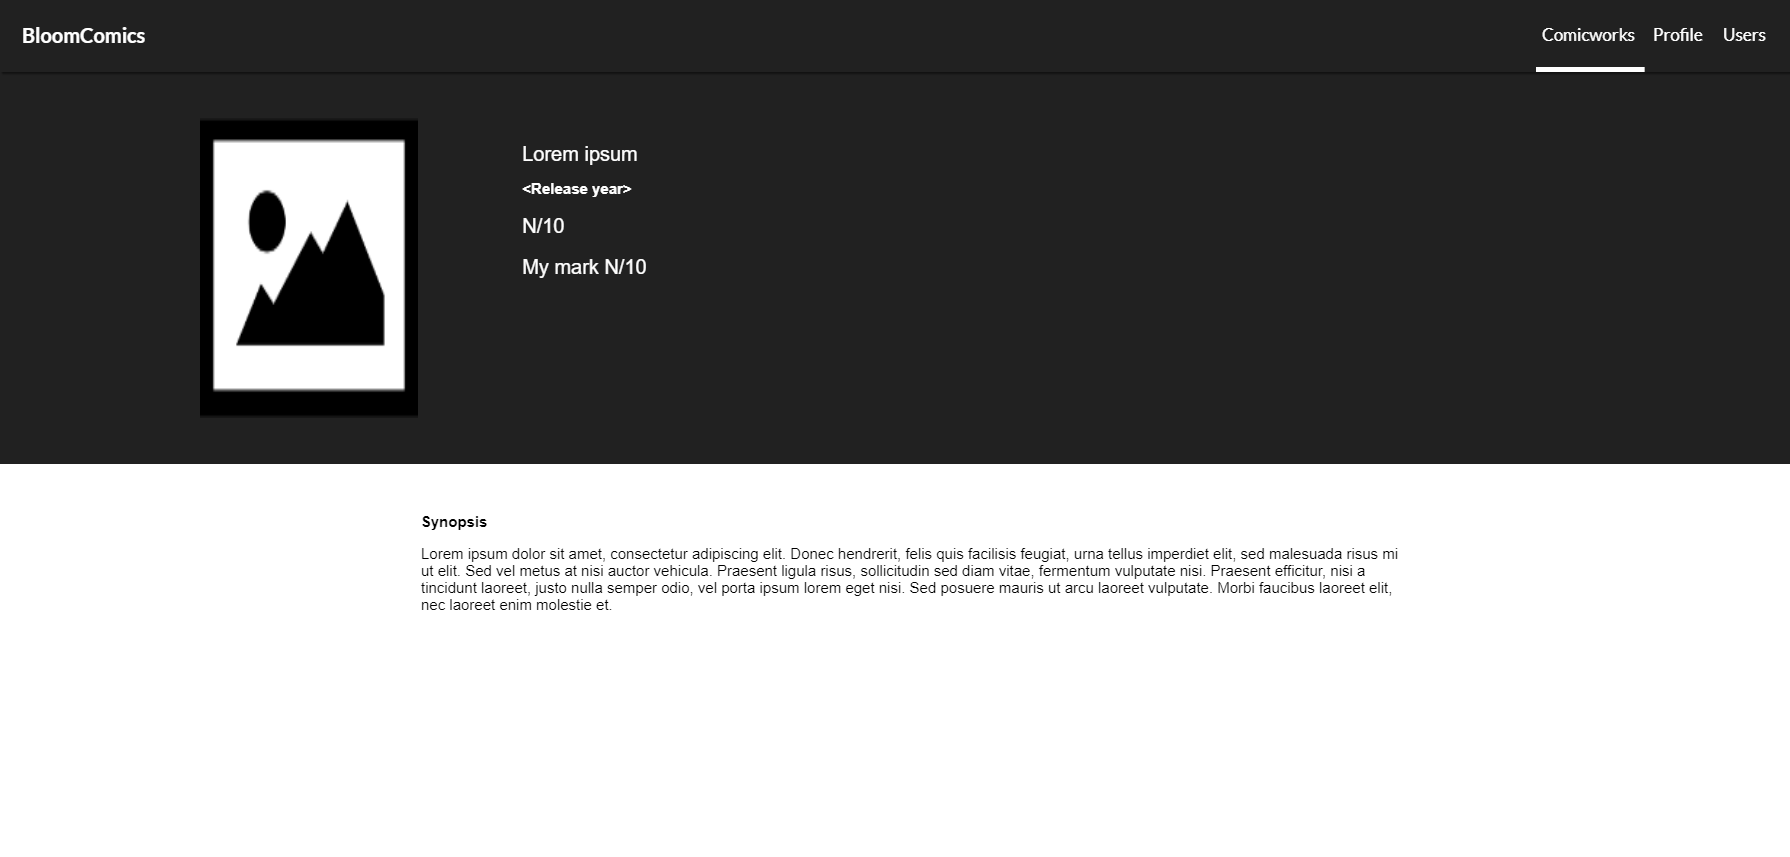 BloomComics
Comicworks Profile Users
Lorem ipsum
<Release year>
N/10
My mark N/10
Synopsis
Lorem ipsum dolor sit amet, consectetur adipiscing elit. Donec hendrerit, felis quis facilisis feugiat, urna tellus imperdiet elit, sed malesuada risus mi
ut elit. Sed vel metus at nisi auctor vehicula. Praesent ligula risus, sollicitudin sed diam vitae, fermentum vulputate nisi. Praesent efficitur, nisi a
tincidunt laoreet, justo nulla semper odio, vel porta ipsum lorem eget nisi. Sed posuere mauris ut arcu laoreet vulputate. Morbi faucibus laoreet elit,
nec laoreet enim molestie et.